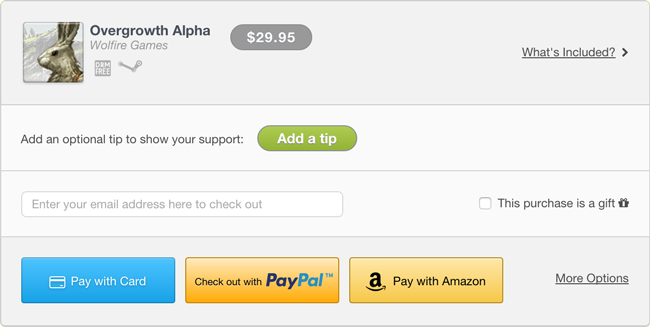 Overgrowth Alpha
Wolfire Games
$29.95
DRM
FREE
What's Included?
Add an optional tip to show your support:
Add a tip
Enter your email address here to check out
This purchase is a gift
Pay with Card
Check out with PayPal™
Pay with Amazon
More Options